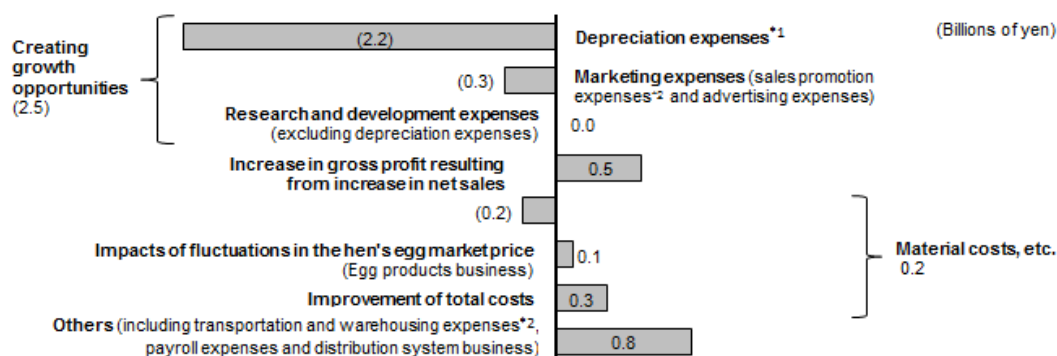 (Billions of yen)
Creating
growth
opportunities
(2.5)
(2.2)
Depreciation expenses*1
(0.3)
Marketing expenses (sales promotion
expenses*2 and advertising expenses)
Research and development expenses
(excluding depreciation expenses)
0.0
Increase in gross profit resulting
from increase in net sales
0.5
(0.2)
Impacts of fluctuations in the hen's egg market price
(Egg products business)
0.1
Material costs, etc.
0.2
Improvement of total costs
0.3
Others (including transportation and warehousing expenses*2,
payroll expenses and distribution system business)
0.8